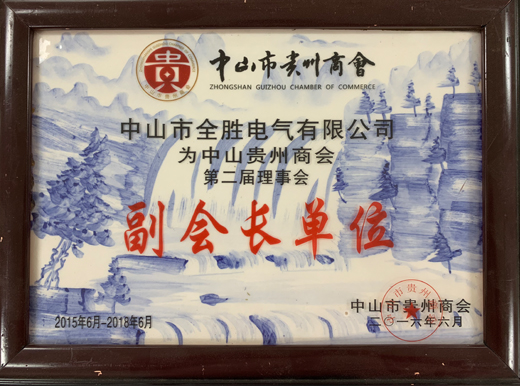 貴
中山市贵州商會
ZHONGSHAN GUIZHOU CHAMBER OF COMMERCE
中山市全胜电气有限公司
为中山贵州商会
第二届理事会
副会长单位
2015年6月-2018年6月
中山市贵州商会
二〇一六年六月